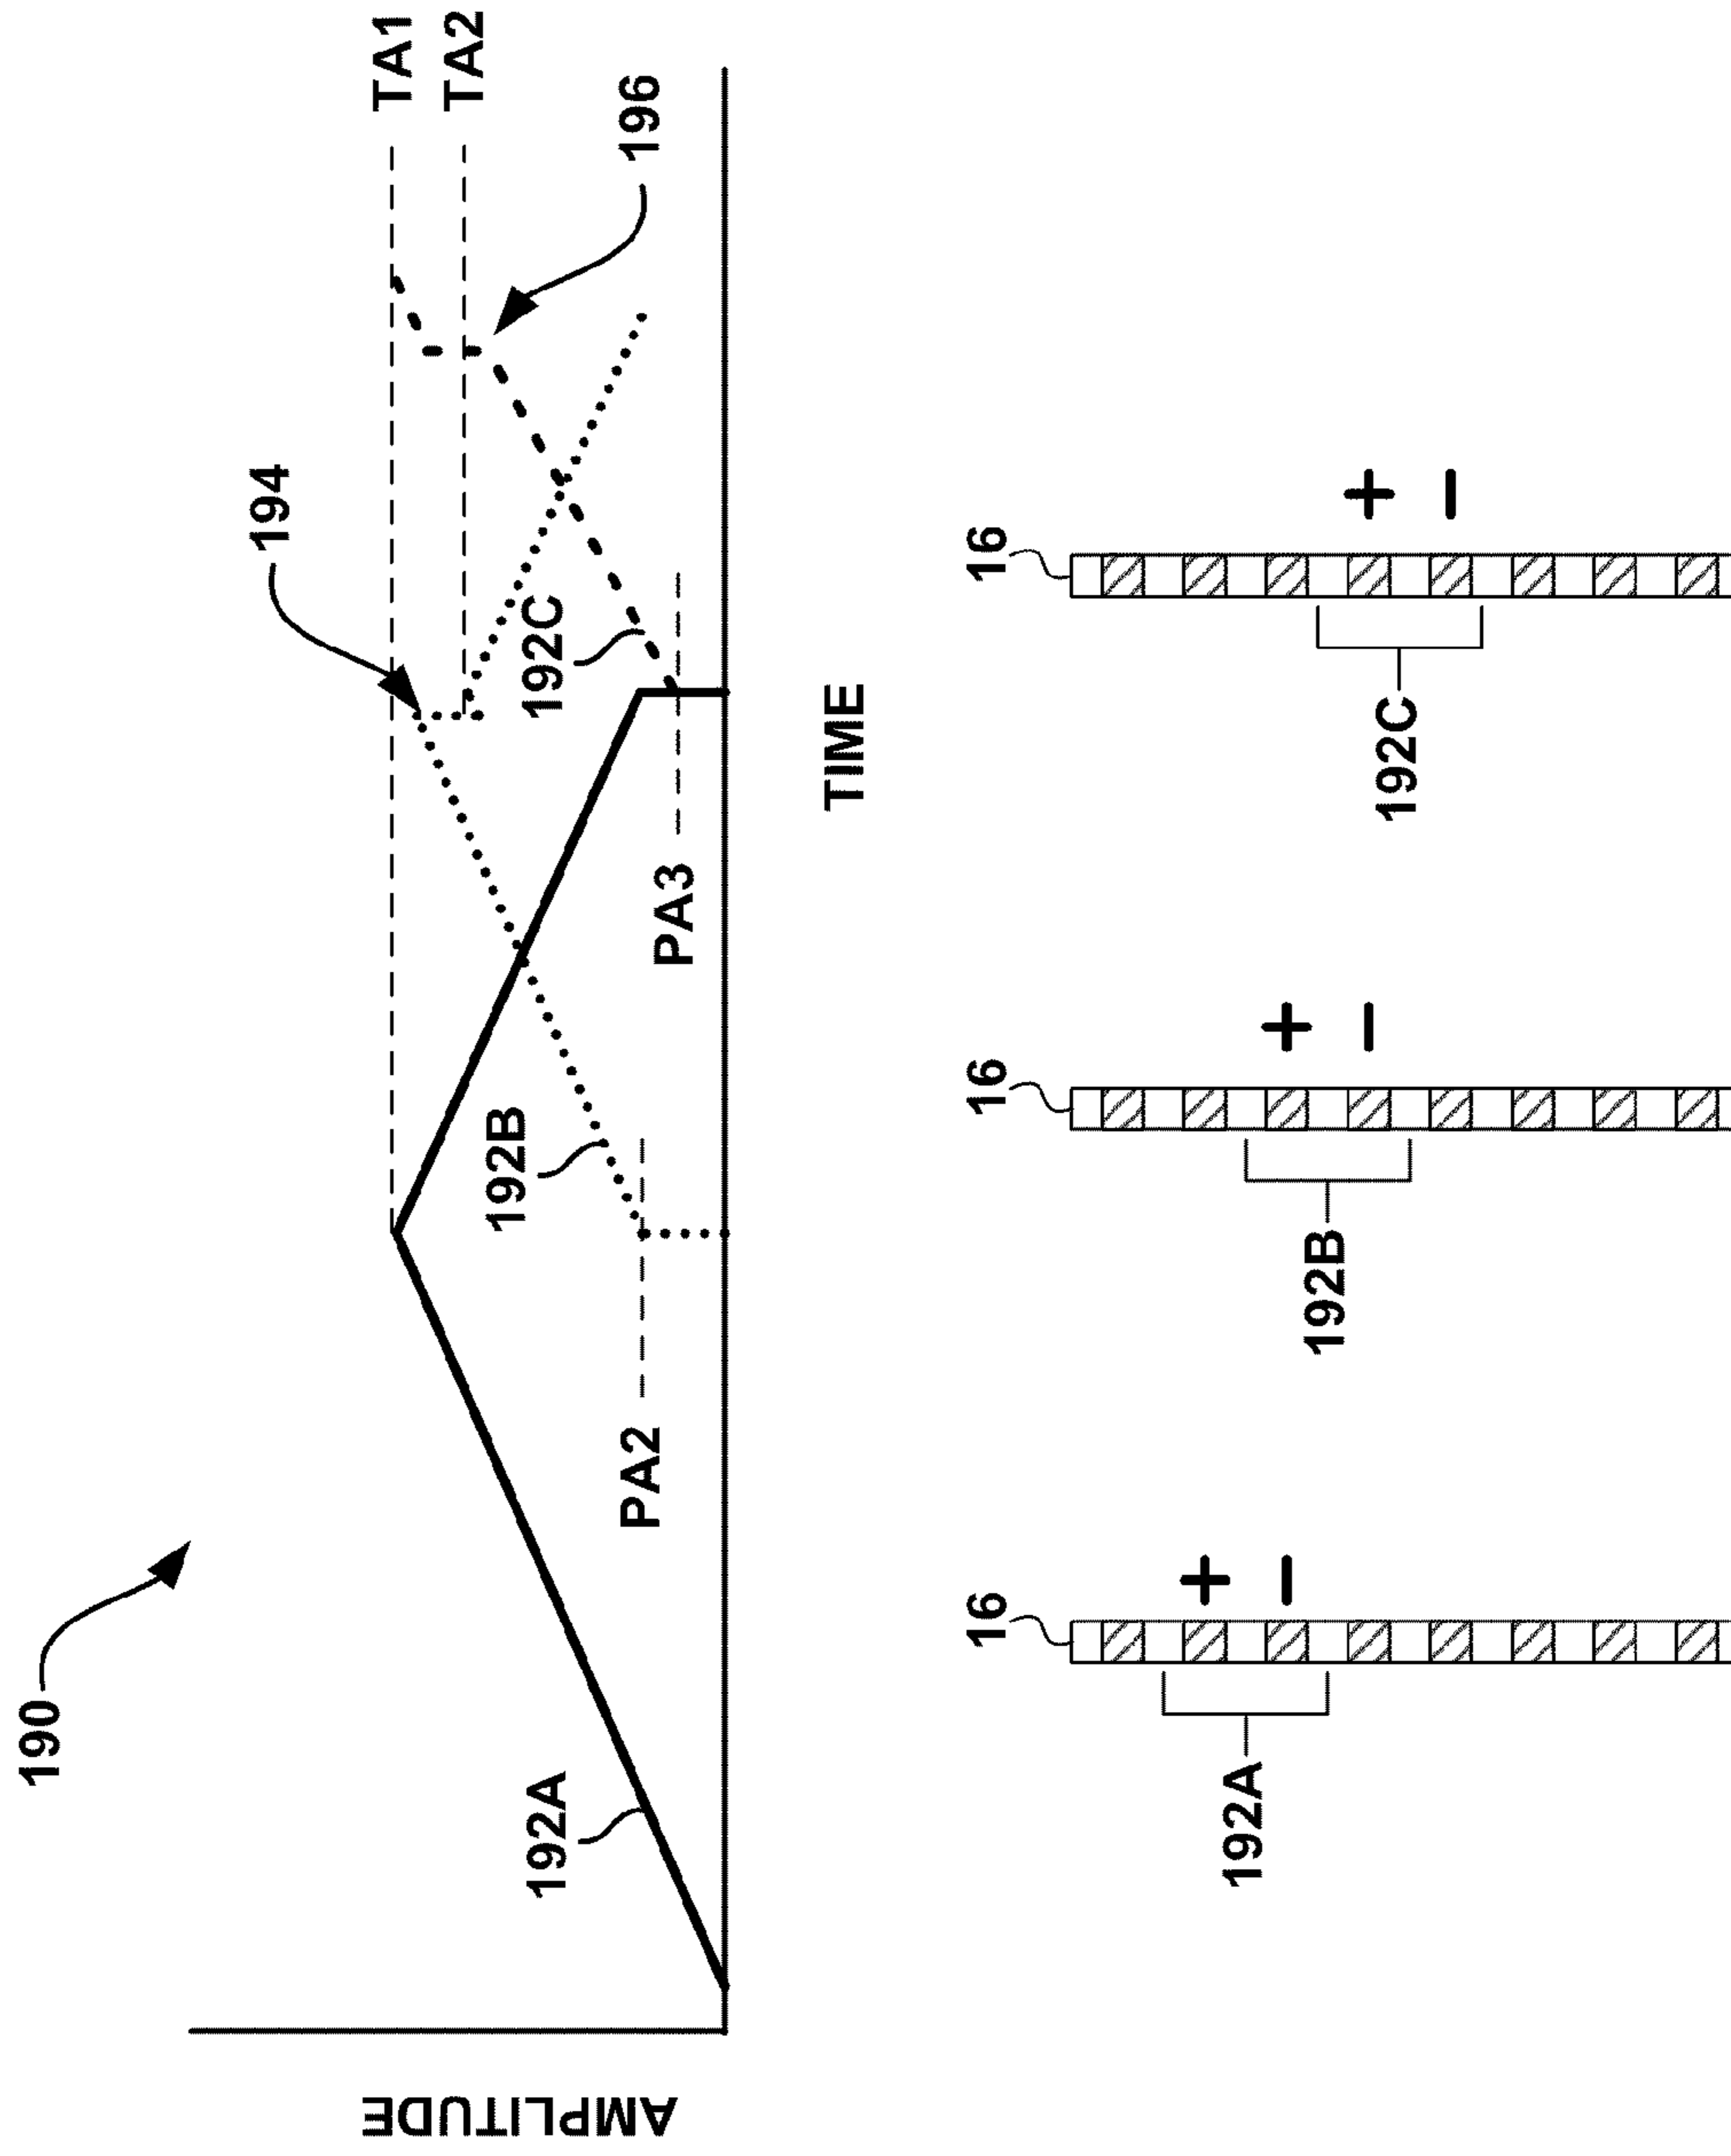 190
194
TA1
TA2
196
192A
192B
192C
PA2
PA3
AMPLITUDE
TIME
16
16
16
+
+
+
−
−
−
192A
192B
192C